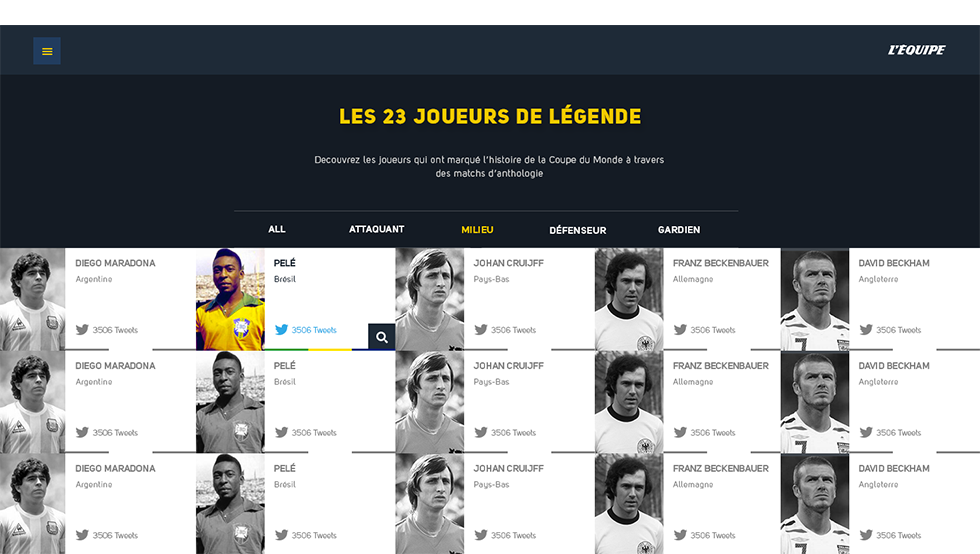 L'EQUIPE
LES 23 JOUEURS DE LÉGENDE
Decouvrez les joueurs qui ont marqué l'histoire de la Coupe du Monde à travers
des matchs d'anthologie
ALL ATTAQUANT MILIEU DÉFENSEUR GARDIEN
DIEGO MARADONA
Argentine
3506 Tweets
PELÉ
Brésil
3506 Tweets
JOHAN CRUIJFF
Pays-Bas
3506 Tweets
FRANZ BECKENBAUER
Allemagne
3506 Tweets
7
DAVID BECKHAM
Angleterre
3506 Tweets
DIEGO MARADONA
Argentine
3506 Tweets
PELÉ
Brésil
3506 Tweets
JOHAN CRUIJFF
Pays-Bas
3506 Tweets
FRANZ BECKENBAUER
Allemagne
3506 Tweets
7
DAVID BECKHAM
Angleterre
3506 Tweets
DIEGO MARADONA
Argentine
3506 Tweets
PELÉ
Brésil
3506 Tweets
JOHAN CRUIJFF
Pays-Bas
3506 Tweets
FRANZ BECKENBAUER
Allemagne
3506 Tweets
7
DAVID BECKHAM
Angleterre
3506 Tweets